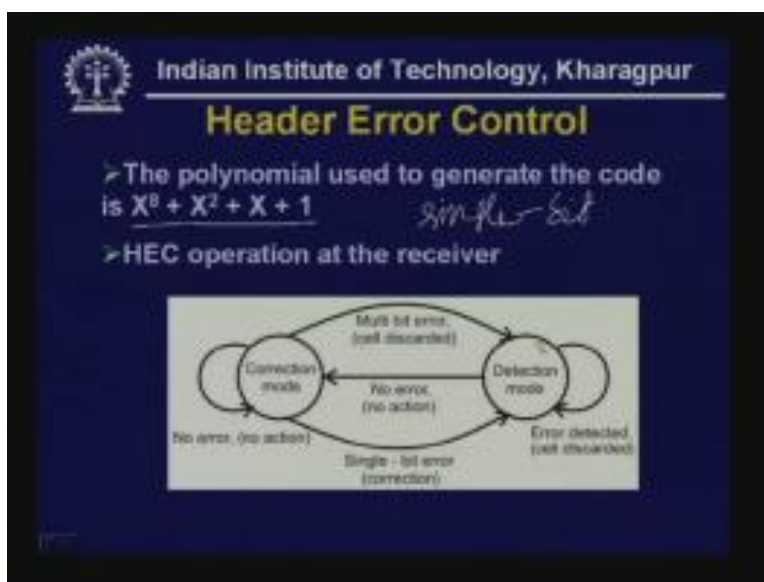 Indian Institute of Technology, Kharagpur
Header Error Control
➢The polynomial used to generate the code
is X⁸ + X² + X + 1
single-bit
➢HEC operation at the receiver
Multi bit error,
(cell discarded)
Correction
mode
Detection
mode
No error,
(no action)
No error, (no action)
Error detected,
(cell discarded)
Single - bit error
(correction)